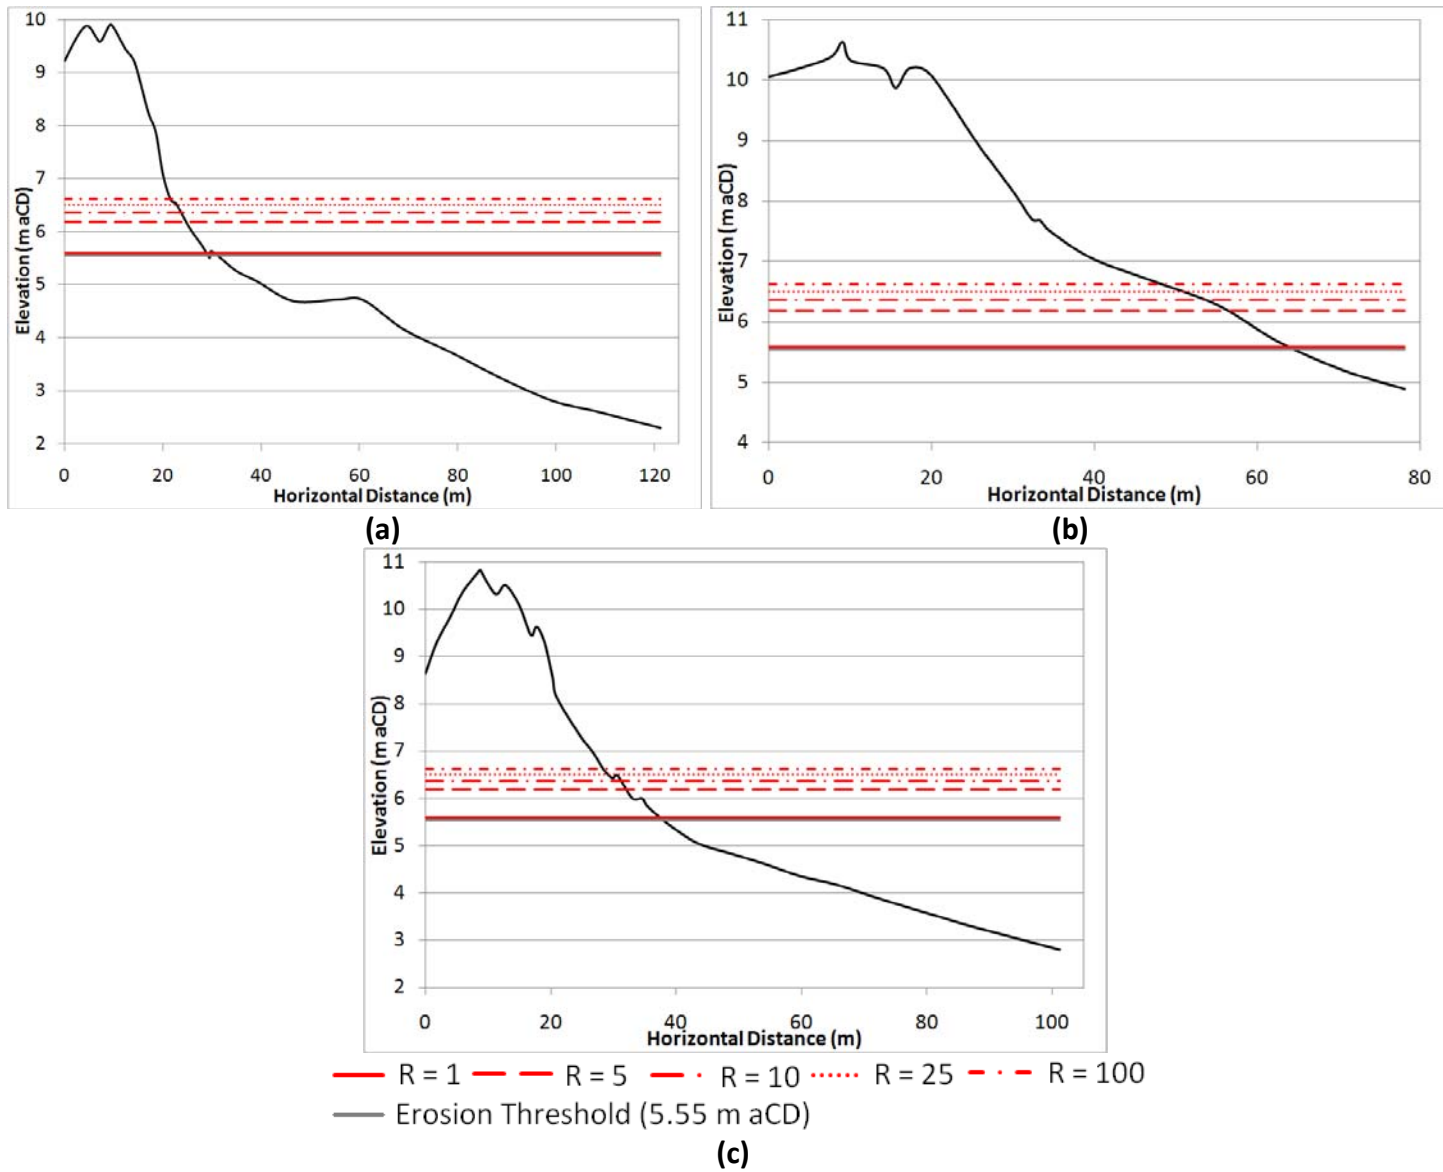 10
9
8
7
6
5
4
3
2
Elevation (m aCD)
0 20 40 60 80 100 120
Horizontal Distance (m)
(a)
11
10
9
8
7
6
5
4
Elevation (m aCD)
0 20 40 60 80
Horizontal Distance (m)
(b)
11
10
9
8
7
6
5
4
3
2
Elevation (m aCD)
0 20 40 60 80 100
Horizontal Distance (m)
R = 1 R = 5 R = 10 R = 25 R = 100
Erosion Threshold (5.55 m aCD)
(c)